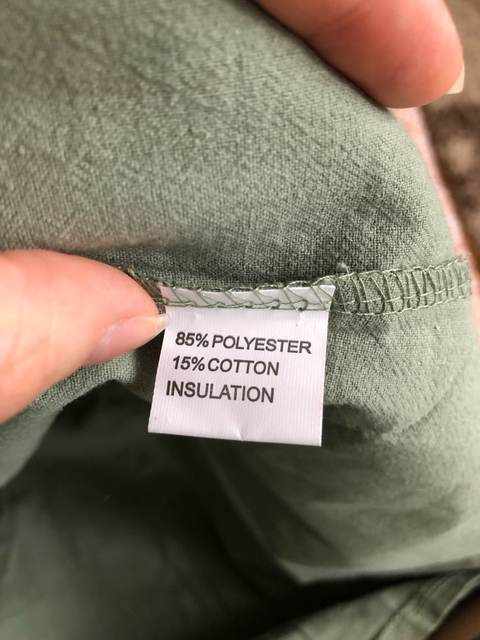 85% POLYESTER
15% COTTON
INSULATION